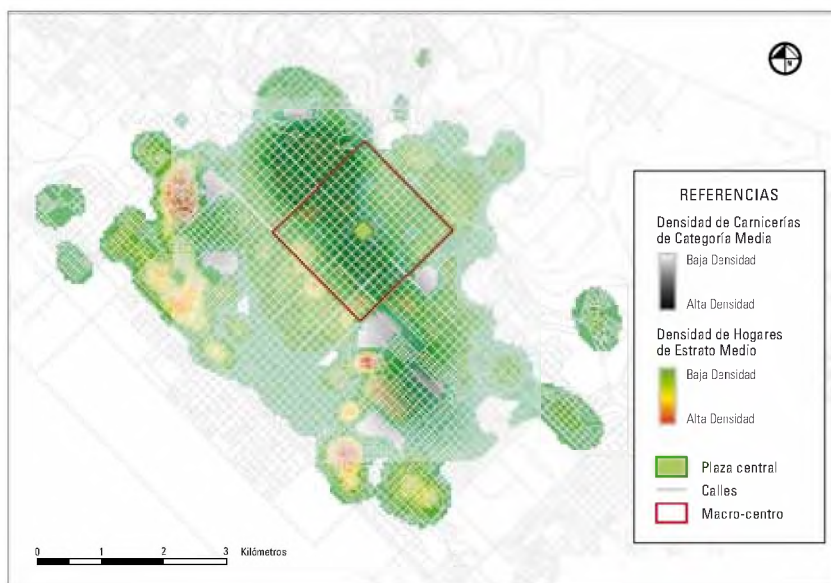 N
REFERENCIAS
Densidad de Carnicerías
de Categoría Media
Baja Densidad
Alta Densidad
Densidad de Hogares
de Estrato Medio
Baja Densidad
Alta Densidad
Plaza central
Calles
Macro-centro
0 1 2 3 Kilómetros